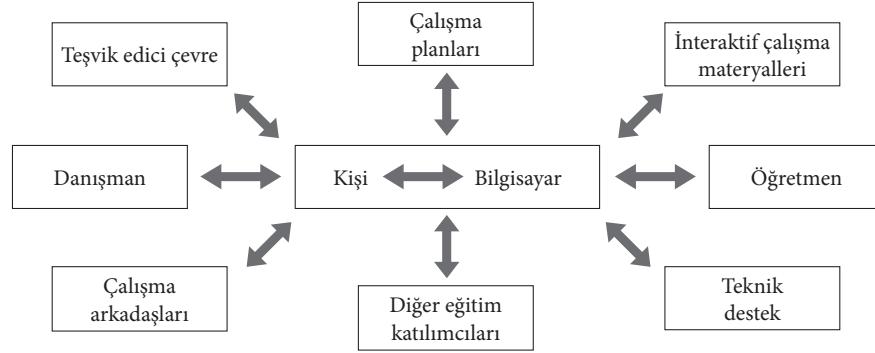 Teşvik edici çevre
Çalışma
planları
İnteraktif çalışma
materyalleri
Danışman
Kişi
Bilgisayar
Öğretmen
Çalışma
arkadaşları
Diğer eğitim
katılımcıları
Teknik
destek